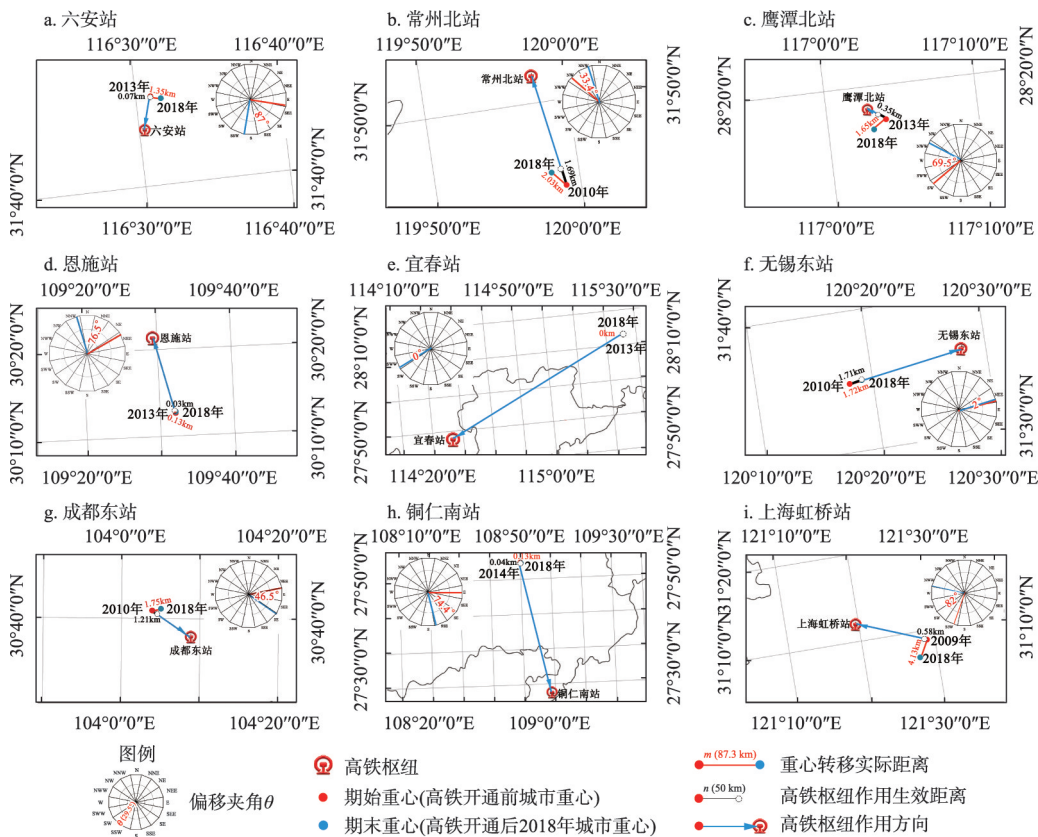 a. 六安站
116°30′0″E 116°40′0″E
31°40′0″N
31°40′0″N
2013年
0.07km
1.35km
2018年
六安站
87°
116°30′0″E 116°40′0″E
b. 常州北站
119°50′0″E 120°0′0″E
31°50′0″N
31°50′0″N
常州北站
33.4°
2018年
1.69km
2.03km
2010年
119°50′0″E 120°0′0″E
c. 鹰潭北站
117°0′0″E 117°10′0″E
28°20′0″N
28°20′0″N
鹰潭北站
0.35km
2013年
1.65km
2018年
69.5°
117°0′0″E 117°10′0″E
d. 恩施站
109°20′0″E 109°40′0″E
30°20′0″N
30°10′0″N
30°20′0″N
30°10′0″N
76.5°
恩施站
0.03km
2013年 2018年
0.13km
109°20′0″E 109°40′0″E
e. 宜春站
114°10′0″E 114°50′0″E 115°30′0″E
28°10′0″N
27°50′0″N
28°10′0″N
27°50′0″N
0°
2018年
0km
2013年
宜春站
114°20′0″E 115°0′0″E
f. 无锡东站
120°20′0″E 120°30′0″E
31°40′0″N
31°30′0″N
无锡东站
1.71km
2010年 2018年
1.72km
2°
120°10′0″E 120°20′0″E 120°30′0″E
g. 成都东站
104°0′0″E 104°20′0″E
30°40′0″N
30°40′0″N
46.5°
1.75km
2010年 2018年
1.21km
成都东站
104°0′0″E 104°20′0″E
h. 铜仁南站
108°10′0″E 108°50′0″E 109°30′0″E
27°50′0″N
27°30′0″N
27°50′0″N
27°30′0″N
74.4°
0.13km
0.04km
2014年 2018年
铜仁南站
108°20′0″E 109°0′0″E
i. 上海虹桥站
121°10′0″E 121°30′0″E
31°20′0″N
31°10′0″N
31°10′0″N
82°
上海虹桥站
0.58km
2009年
4.13km
2018年
121°10′0″E 121°30′0″E
图例
N
NNW NNE
NW NE
NWW NEE
W E
SWW SEE
SW SE
SSW SSE
S
偏移夹角θ
高铁枢纽
期始重心(高铁开通前城市重心)
期末重心(高铁开通后2018年城市重心)
m (87.3 km)
重心转移实际距离
n (50 km)
高铁枢纽作用生效距离
高铁枢纽作用方向